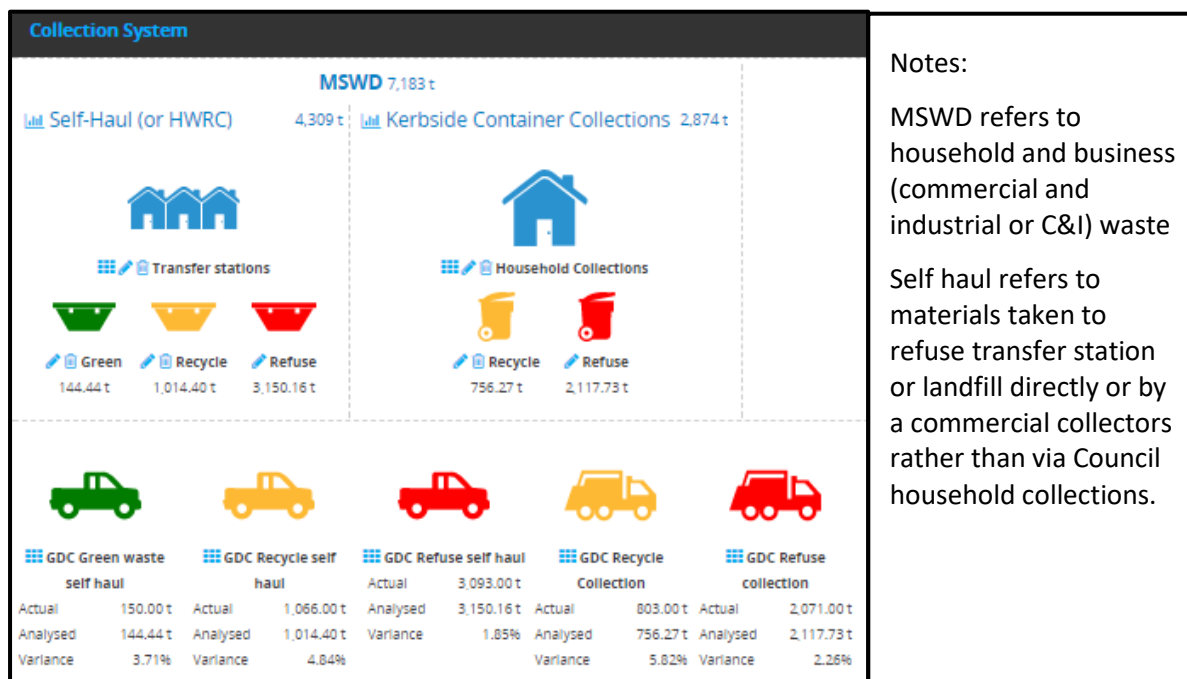 Collection System
MSWD 7,183 t
Self-Haul (or HWRC) 4,309 t
Kerbside Container Collections 2,874 t
Transfer stations
Household Collections
Green
Recycle
Refuse
144.44 t
1,014.40 t
3,150.16 t
Recycle
Refuse
756.27 t
2,117.73 t
GDC Green waste
self haul
Actual 150.00 t
Analysed 144.44 t
Variance 3.71%
GDC Recycle self
haul
Actual 1,066.00 t
Analysed 1,014.40 t
Variance 4.84%
GDC Refuse self haul
Actual 3,093.00 t
Analysed 3,150.16 t
Variance 1.85%
GDC Recycle
Collection
Actual 803.00 t
Analysed 756.27 t
Variance 5.82%
GDC Refuse
collection
Actual 2,071.00 t
Analysed 2,117.73 t
Variance 2.26%
Notes:
MSWD refers to
household and business
(commercial and
industrial or C&I) waste
Self haul refers to
materials taken to
refuse transfer station
or landfill directly or by
a commercial collectors
rather than via Council
household collections.